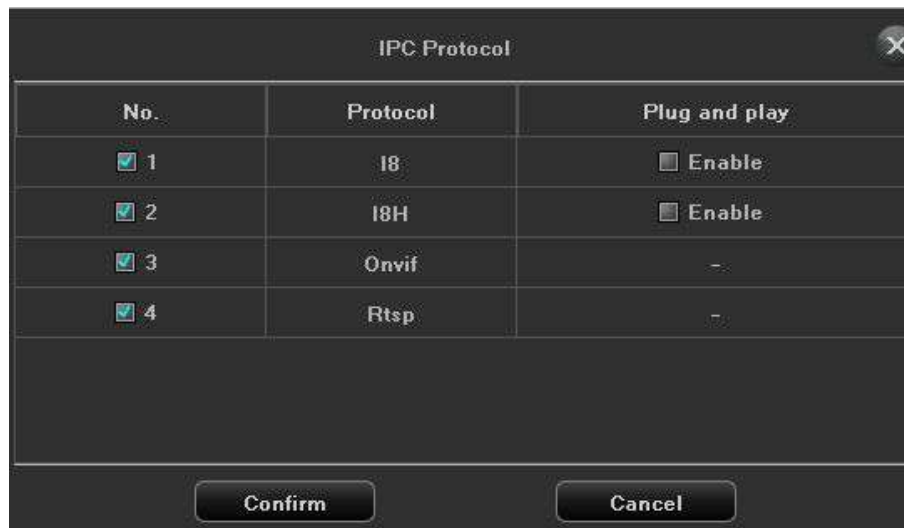 IPC Protocol
No. Protocol Plug and play
1 I8 Enable
2 I8H Enable
3 Onvif -
4 Rtsp -
Confirm Cancel